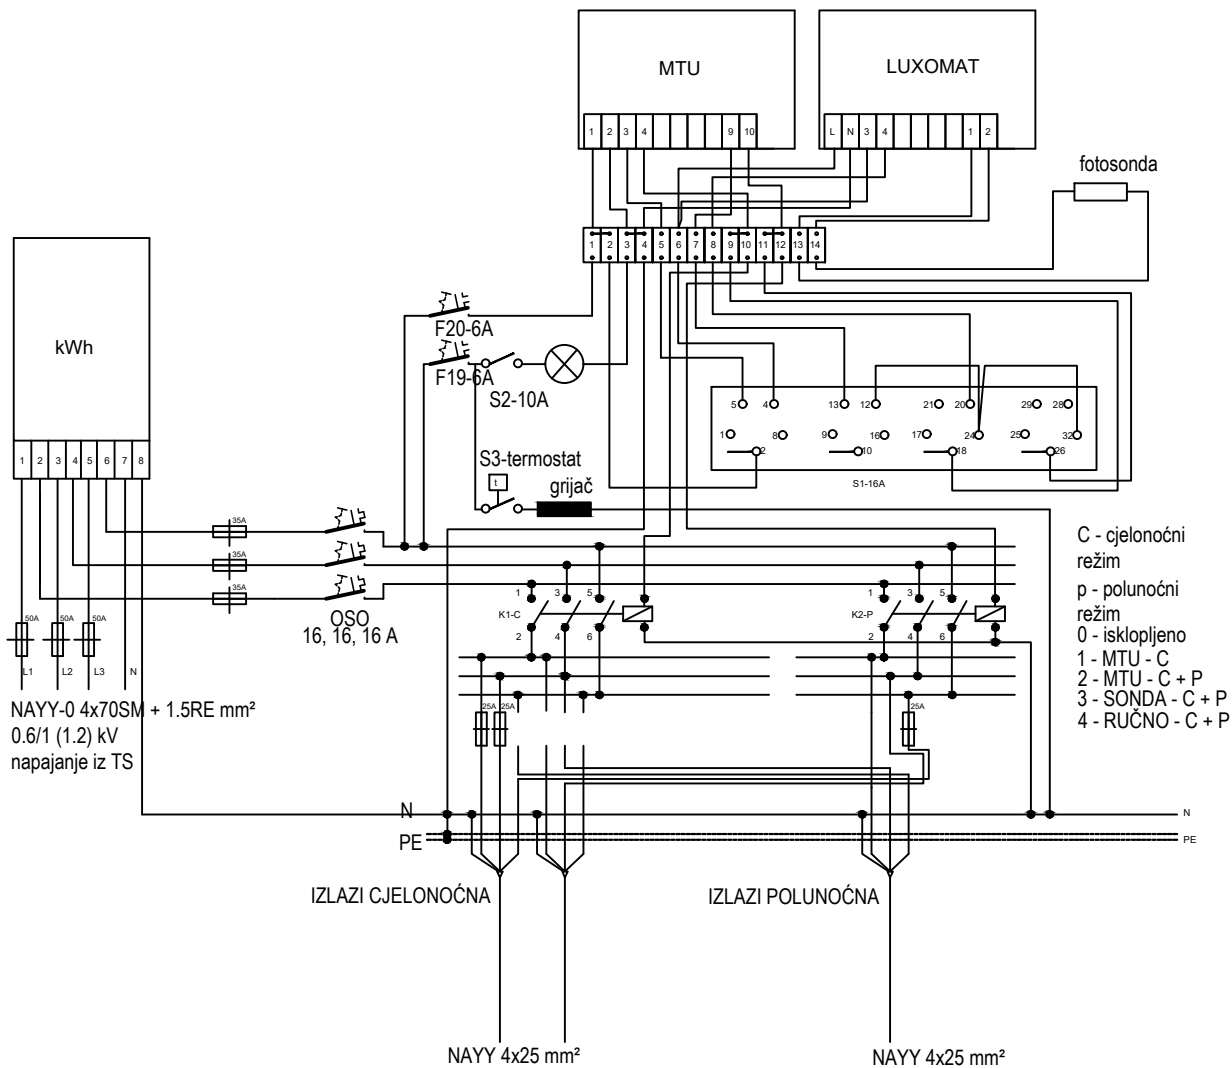 MTU
LUXOMAT
1 2 3 4 9 10
L N 3 4 1 2
fotosonda
1 2 3 4 5 6 7 8 9 10 11 12 13 14
kWh
F20-6A
F19-6A
S2-10A
5 4 13 12 21 20 29 28
1 8 9 16 17 24 25 32
2 10 18 26
S1-16A
1 2 3 4 5 6 7 8
S3-termostat
t
grijač
35A
35A
35A
OSO
16, 16, 16 A
C - cjelonoćni
režim
p - polunoćni
režim
0 - isklopljeno
1 - MTU - C
2 - MTU - C + P
3 - SONDA - C + P
4 - RUČNO - C + P
1 3 5
K1-C
2 4 6
1 3 5
K2-P
2 4 6
50A 50A 50A
L1 L2 L3 N
NAYY-0 4x70SM + 1.5RE mm²
0.6/1 (1.2) kV
napajanje iz TS
25A 25A
25A
N
N
PE
PE
IZLAZI CJELONOĆNA
IZLAZI POLUNOĆNA
NAYY 4x25 mm²
NAYY 4x25 mm²